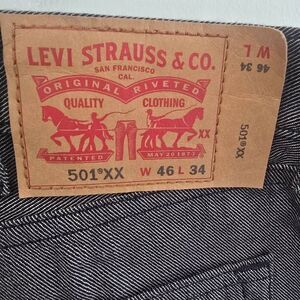 LEVI STRAUSS & CO.
SAN FRANCISCO
CAL.
ORIGINAL RIVETED
QUALITY CLOTHING
XX
PATENTED MAY 20 1873
501®XX W 46 L 34
W L
46 34
501®XX